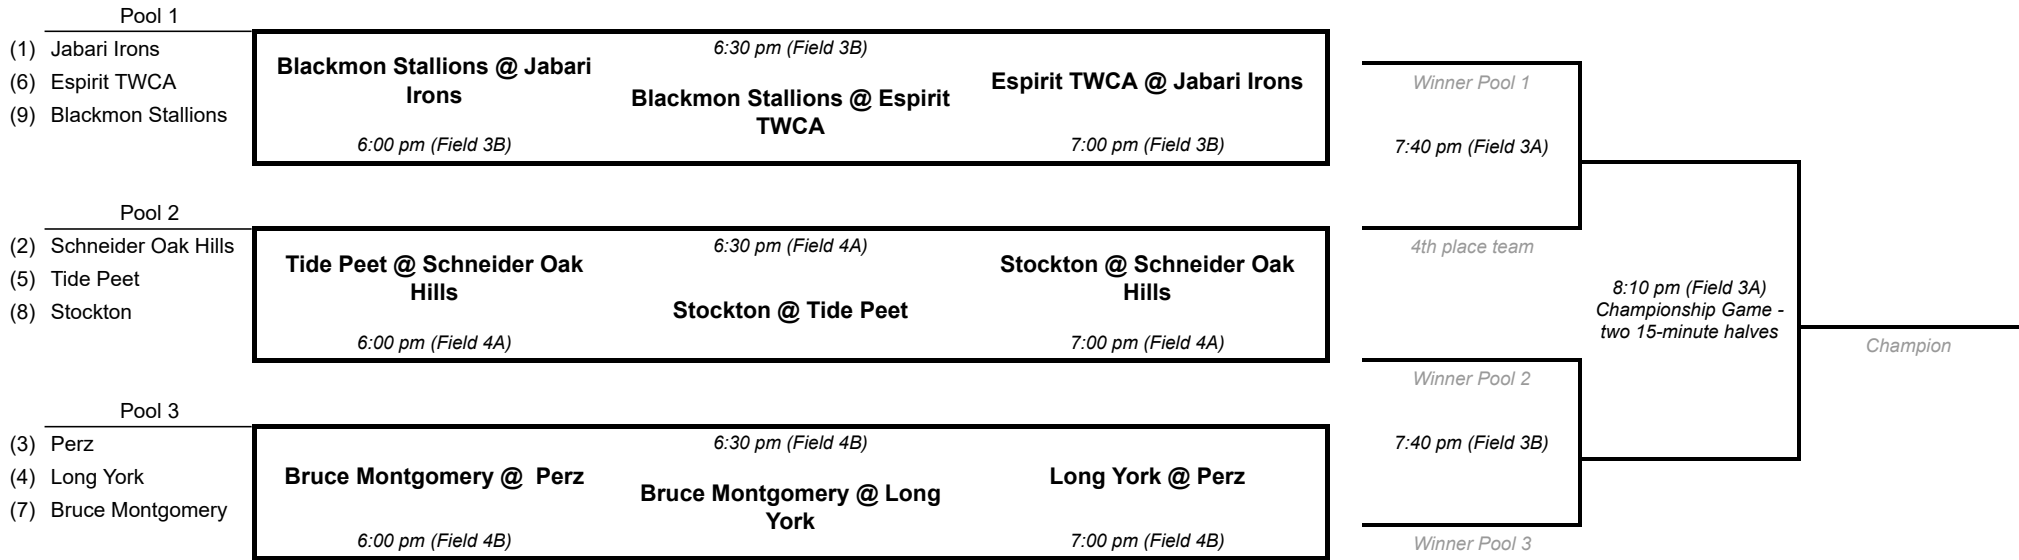 Pool 1
(1) Jabari Irons
(6) Espirit TWCA
(9) Blackmon Stallions
Blackmon Stallions @ Jabari
Irons
6:00 pm (Field 3B)
6:30 pm (Field 3B)
Blackmon Stallions @ Espirit
TWCA
Espirit TWCA @ Jabari Irons
7:00 pm (Field 3B)
Pool 2
(2) Schneider Oak Hills
(5) Tide Peet
(8) Stockton
Tide Peet @ Schneider Oak
Hills
6:00 pm (Field 4A)
6:30 pm (Field 4A)
Stockton @ Tide Peet
Stockton @ Schneider Oak
Hills
7:00 pm (Field 4A)
Pool 3
(3) Perz
(4) Long York
(7) Bruce Montgomery
Bruce Montgomery @  Perz
6:00 pm (Field 4B)
6:30 pm (Field 4B)
Bruce Montgomery @ Long
York
Long York @ Perz
7:00 pm (Field 4B)
Winner Pool 1
7:40 pm (Field 3A)
4th place team
Winner Pool 2
7:40 pm (Field 3B)
Winner Pool 3
8:10 pm (Field 3A)
Championship Game -
two 15-minute halves
Champion